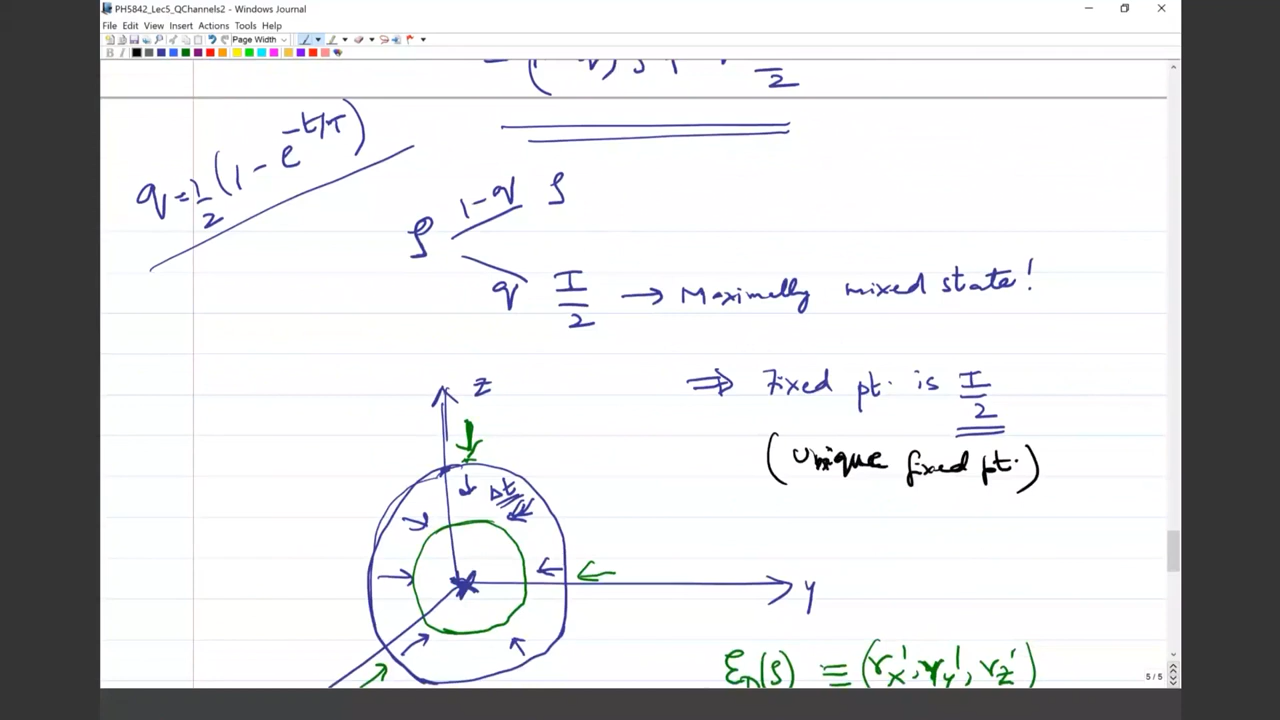 PH5842_Lec5_QChannels2 - Windows Journal
File Edit View Insert Actions Tools Help
Page Width
2
q = 1/2 (1 - e^{-t/T})
1-q ρ
ρ
q I/2 → Maximally mixed state!
z
⇒ Fixed pt. is I/2
(unique fixed pt.)
Δt
y
ℰ_D(ρ) ≡ (r_x', r_y', r_z')
5 / 5